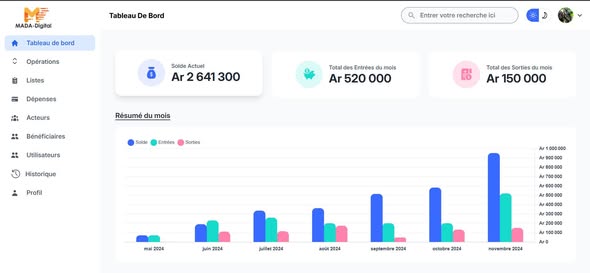 MADA-Digital
Tableau De Bord
Entrer votre recherche ici
Tableau de bord
Opérations
Listes
Dépenses
Acteurs
Bénéficiaires
Utilisateurs
Historique
Profil
Solde Actuel
Ar 2 641 300
Total des Entrées du mois
Ar 520 000
Total des Sorties du mois
Ar 150 000
Résumé du mois
Solde Entrées Sorties
Ar 1 000 000
Ar 900 000
Ar 800 000
Ar 700 000
Ar 600 000
Ar 500 000
Ar 400 000
Ar 300 000
Ar 200 000
Ar 100 000
Ar 0
mai 2024 juin 2024 juillet 2024 août 2024 septembre 2024 octobre 2024 novembre 2024